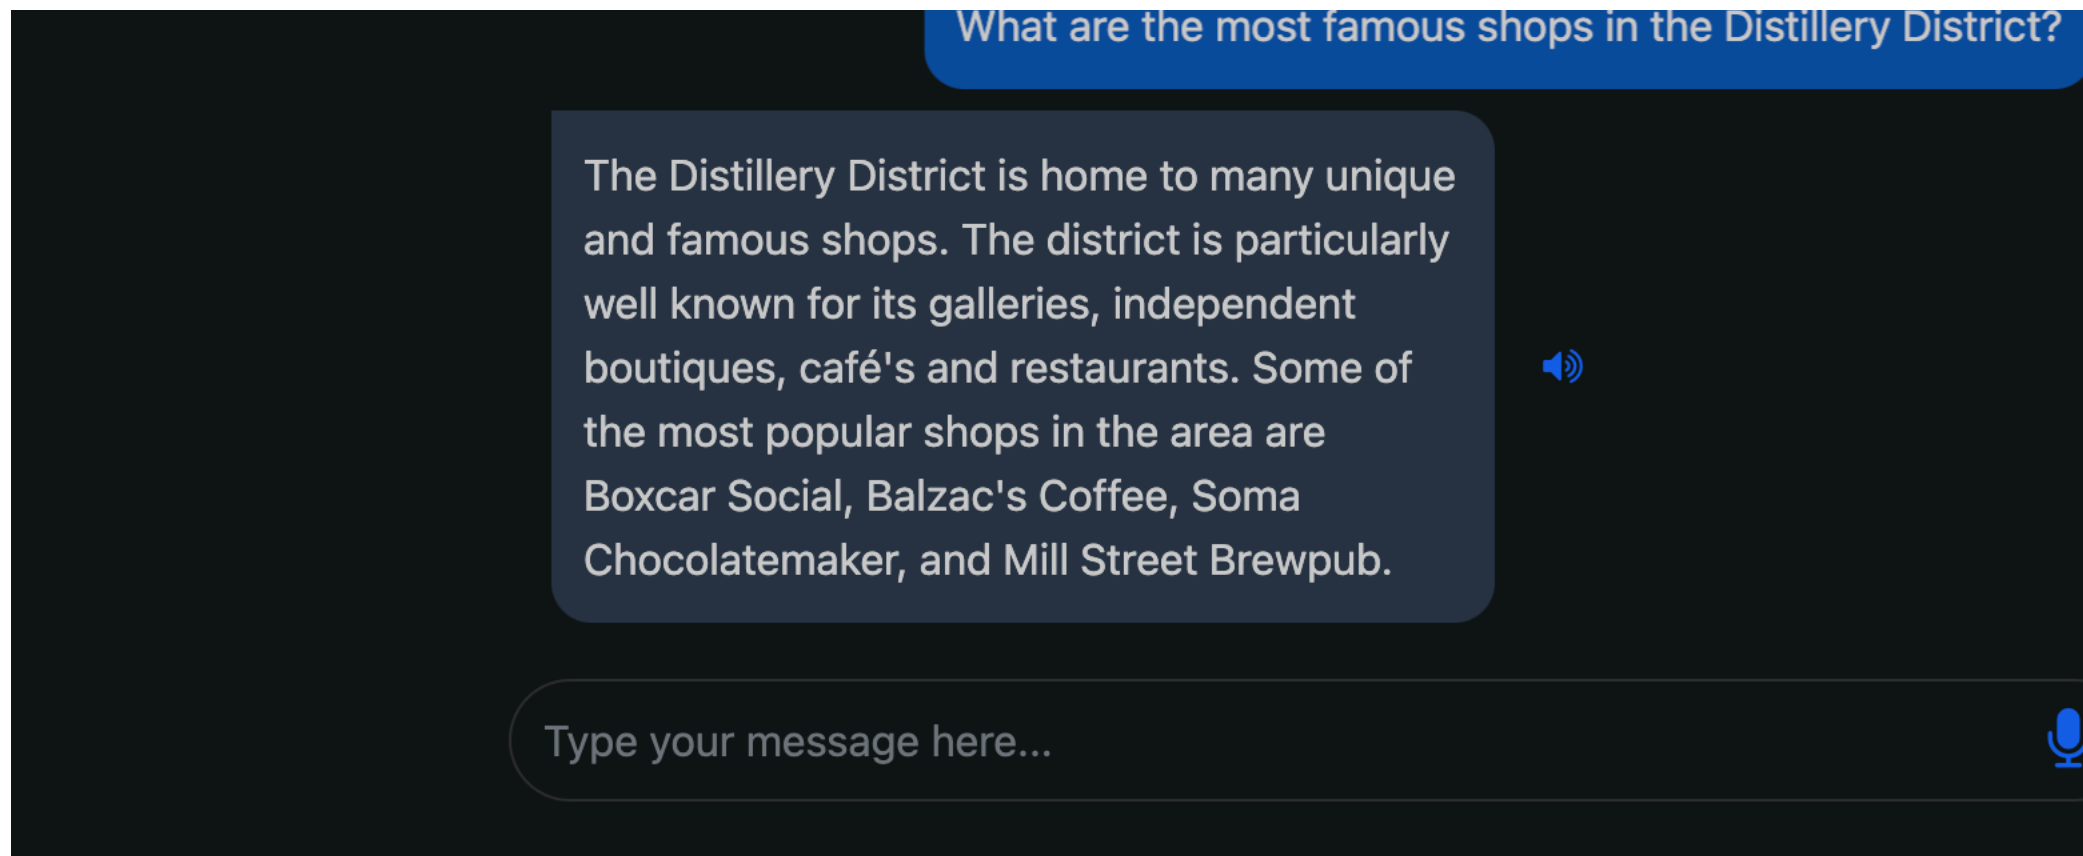 What are the most famous shops in the Distillery District?
The Distillery District is home to many unique
and famous shops. The district is particularly
well known for its galleries, independent
boutiques, café's and restaurants. Some of
the most popular shops in the area are
Boxcar Social, Balzac's Coffee, Soma
Chocolatemaker, and Mill Street Brewpub.
Type your message here...